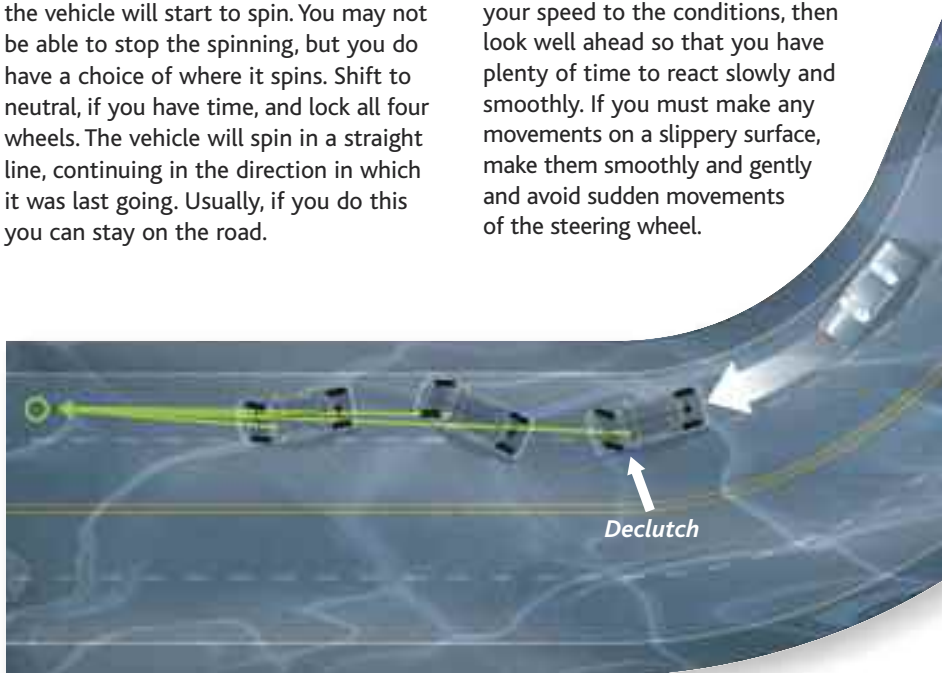 the vehicle will start to spin. You may not
be able to stop the spinning, but you do
have a choice of where it spins. Shift to
neutral, if you have time, and lock all four
wheels. The vehicle will spin in a straight
line, continuing in the direction in which
it was last going. Usually, if you do this
you can stay on the road.
your speed to the conditions, then
look well ahead so that you have
plenty of time to react slowly and
smoothly. If you must make any
movements on a slippery surface,
make them smoothly and gently
and avoid sudden movements
of the steering wheel.
Declutch